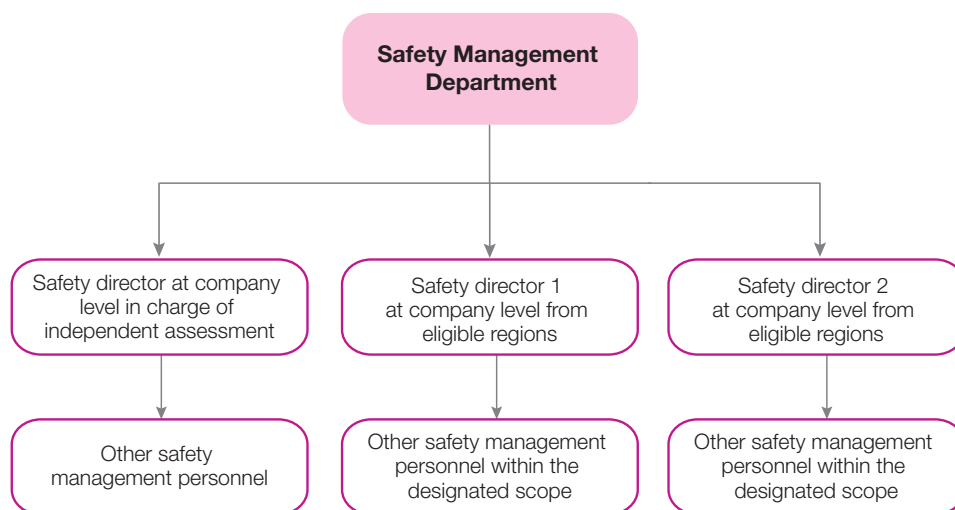 Safety Management
Department
Safety director at company
level in charge of
independent assessment
Safety director 1
at company level from
eligible regions
Safety director 2
at company level from
eligible regions
Other safety
management personnel
Other safety management
personnel within the
designated scope
Other safety management
personnel within the
designated scope